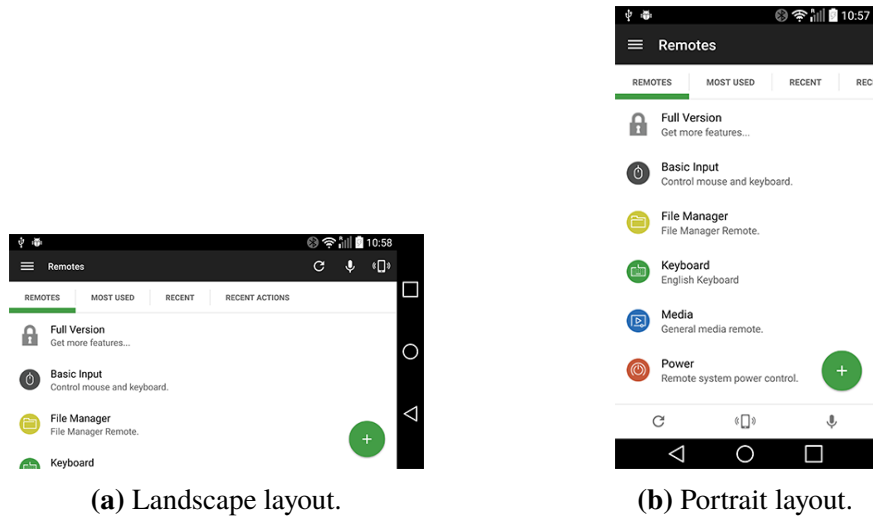 10:58
Remotes
REMOTES MOST USED RECENT RECENT ACTIONS
Full Version
Get more features...
Basic Input
Control mouse and keyboard.
File Manager
File Manager Remote.
Keyboard
+
(a) Landscape layout.
10:57
Remotes
REMOTES MOST USED RECENT REC
Full Version
Get more features...
Basic Input
Control mouse and keyboard.
File Manager
File Manager Remote.
Keyboard
English Keyboard
Media
General media remote.
Power
Remote system power control.
+
(b) Portrait layout.